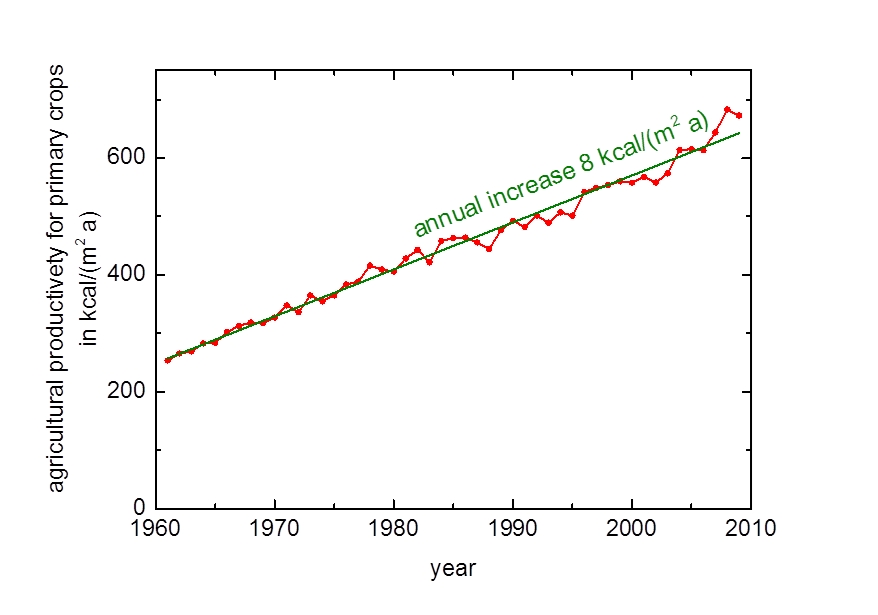 agricultural productivety for primary crops
in kcal/(m² a)
600
400
200
0
annual increase 8 kcal/(m² a)
1960 1970 1980 1990 2000 2010
year